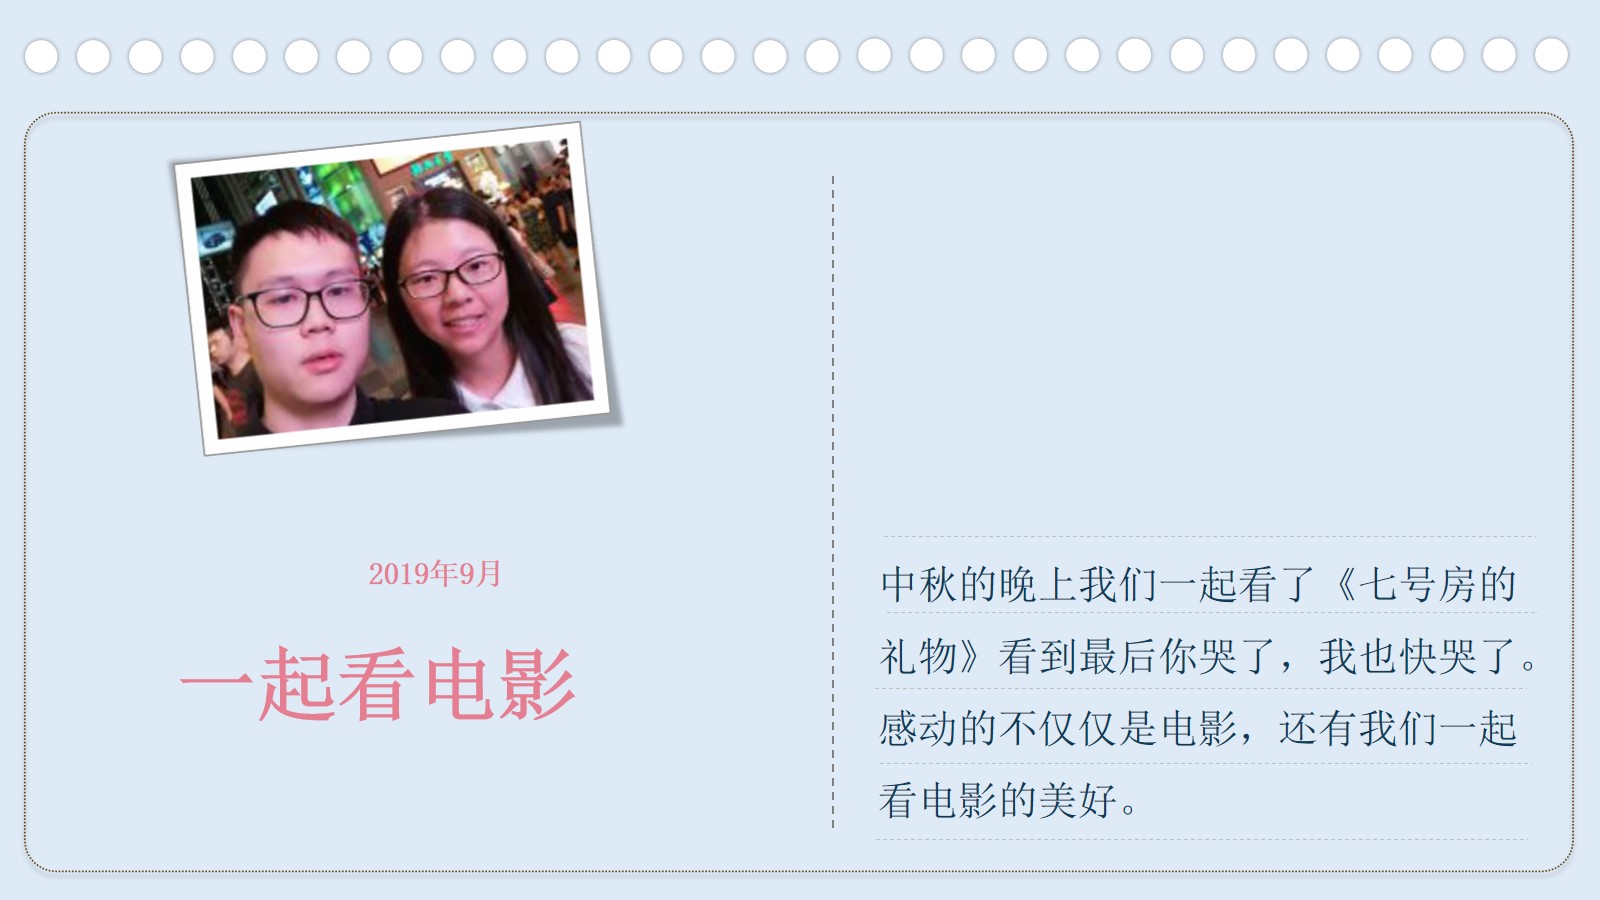 2019年9月
一起看电影
中秋的晚上我们一起看了《七号房的
礼物》看到最后你哭了，我也快哭了。
感动的不仅仅是电影，还有我们一起
看电影的美好。